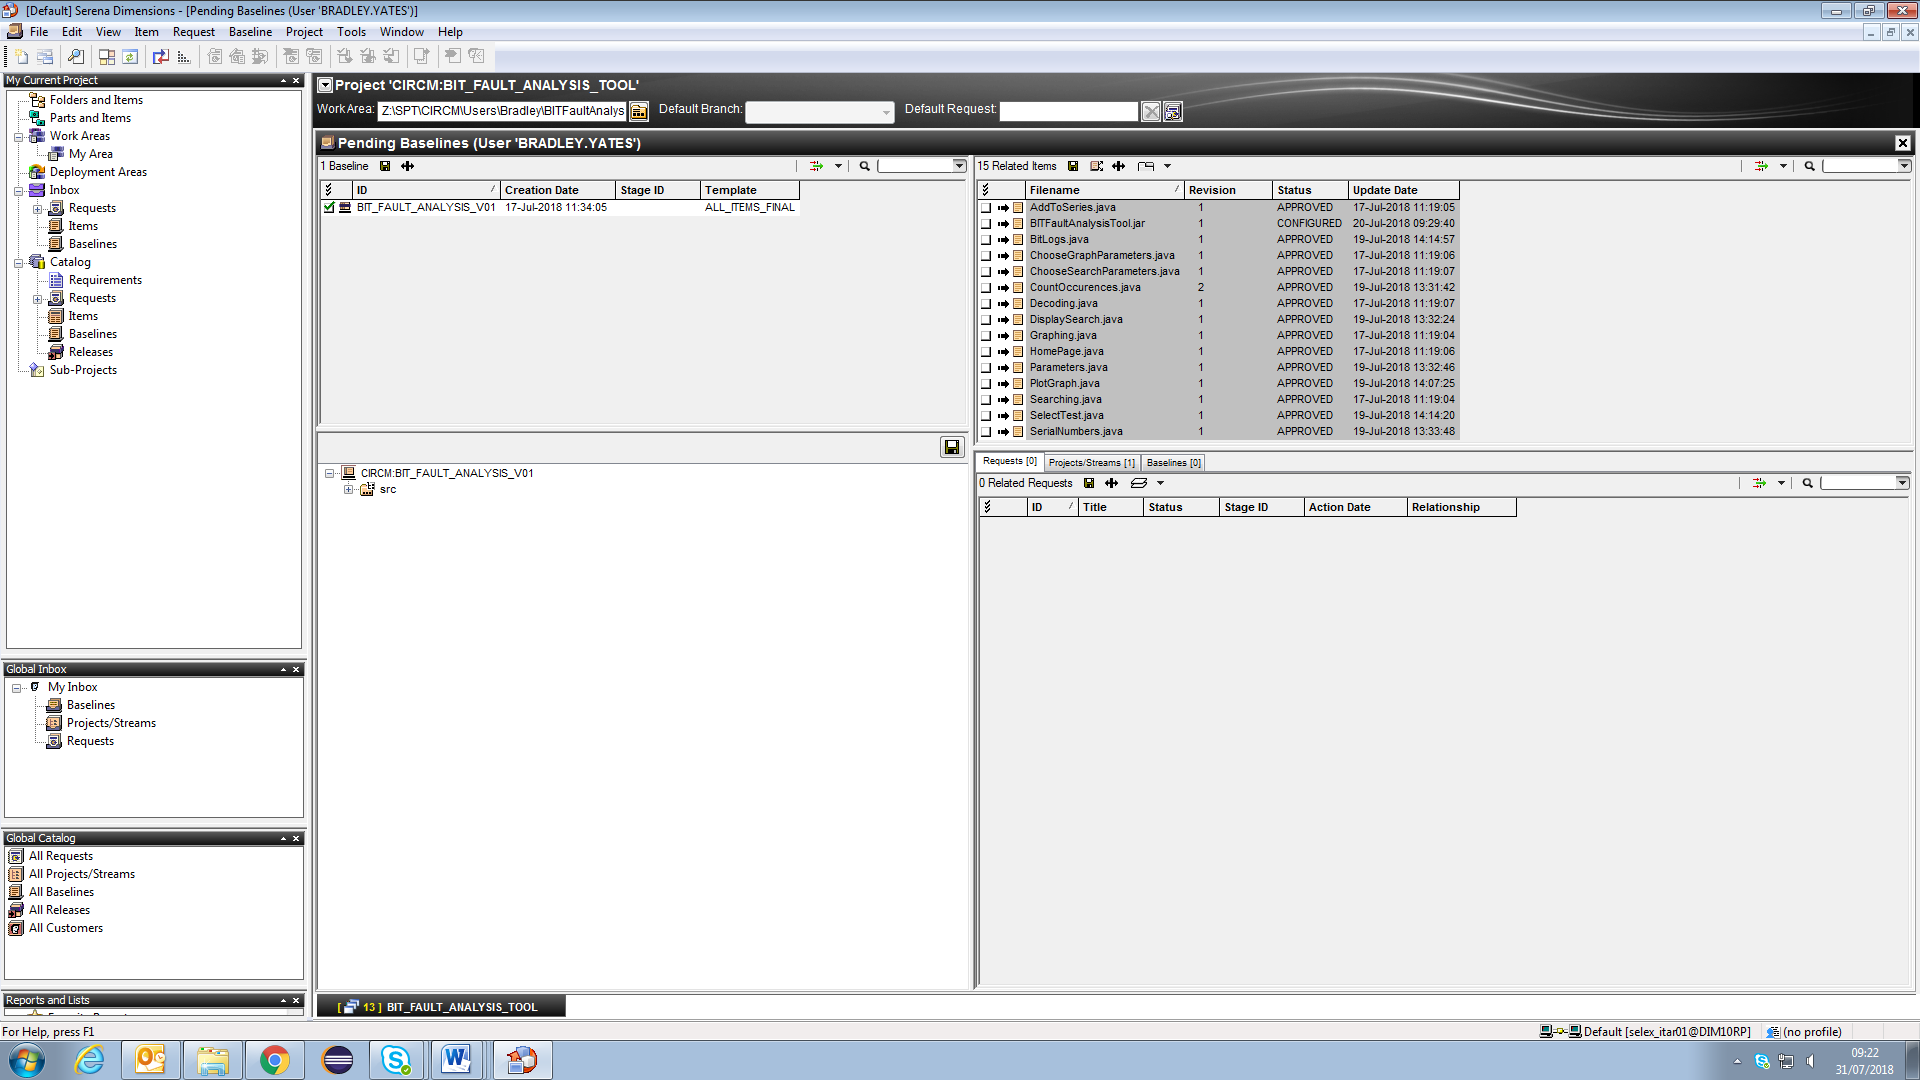 [Default] Serena Dimensions - [Pending Baselines (User 'BRADLEY.YATES')]
File Edit View Item Request Baseline Project Tools Window Help
My Current Project
Folders and Items
Parts and Items
Work Areas
My Area
Deployment Areas
Inbox
Requests
Items
Baselines
Catalog
Requirements
Requests
Items
Baselines
Releases
Sub-Projects
Global Inbox
My Inbox
Baselines
Projects/Streams
Requests
Global Catalog
All Requests
All Projects/Streams
All Baselines
All Releases
All Customers
Reports and Lists
Project 'CIRCM:BIT_FAULT_ANALYSIS_TOOL'
Work Area: Z:\SPT\CIRCM\Users\Bradley\BITFaultAnalys Default Branch: Default Request:
Pending Baselines (User 'BRADLEY.YATES')
1 Baseline
ID Creation Date Stage ID Template
BIT_FAULT_ANALYSIS_V01 17-Jul-2018 11:34:05 ALL_ITEMS_FINAL
CIRCM:BIT_FAULT_ANALYSIS_V01
src
15 Related Items
Filename Revision Status Update Date
AddToSeries.java 1 APPROVED 17-Jul-2018 11:19:05
BITFaultAnalysisTool.jar 1 CONFIGURED 20-Jul-2018 09:29:40
BitLogs.java 1 APPROVED 19-Jul-2018 14:14:57
ChooseGraphParameters.java 1 APPROVED 17-Jul-2018 11:19:06
ChooseSearchParameters.java 1 APPROVED 17-Jul-2018 11:19:07
CountOccurences.java 2 APPROVED 19-Jul-2018 13:31:42
Decoding.java 1 APPROVED 17-Jul-2018 11:19:07
DisplaySearch.java 1 APPROVED 19-Jul-2018 13:32:24
Graphing.java 1 APPROVED 17-Jul-2018 11:19:04
HomePage.java 1 APPROVED 17-Jul-2018 11:19:06
Parameters.java 1 APPROVED 19-Jul-2018 13:32:46
PlotGraph.java 1 APPROVED 19-Jul-2018 14:07:25
Searching.java 1 APPROVED 17-Jul-2018 11:19:04
SelectTest.java 1 APPROVED 19-Jul-2018 14:14:20
SerialNumbers.java 1 APPROVED 19-Jul-2018 13:33:48
Requests [0] Projects/Streams [1] Baselines [0]
0 Related Requests
ID Title Status Stage ID Action Date Relationship
[ 13 ] BIT_FAULT_ANALYSIS_TOOL
For Help, press F1
Default [selex_itar01@DIM10RP] (no profile)
09:22
31/07/2018